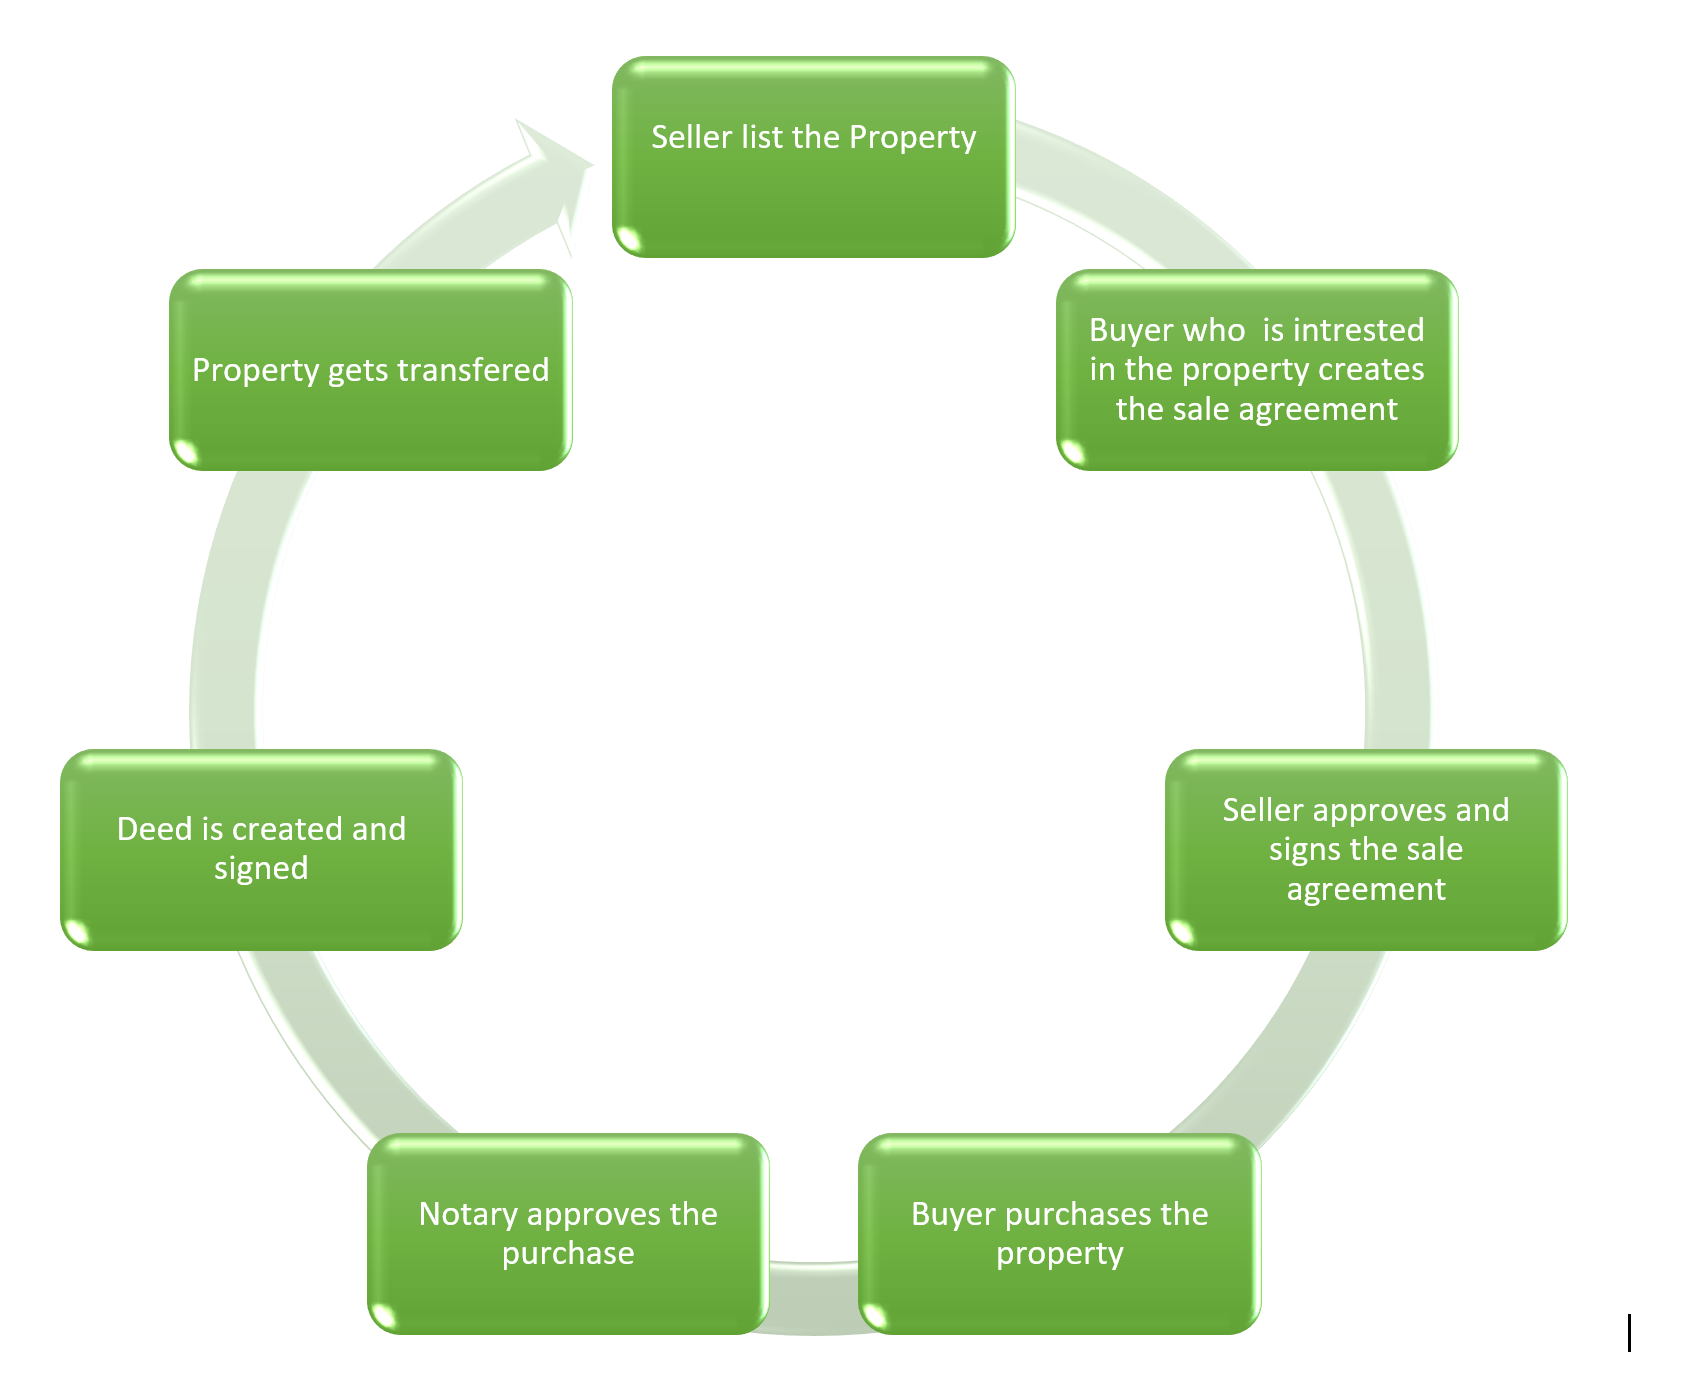 Seller list the Property
Buyer who  is intrested
in the property creates
the sale agreement
Seller approves and
signs the sale
agreement
Buyer purchases the
property
Notary approves the
purchase
Deed is created and
signed
Property gets transfered